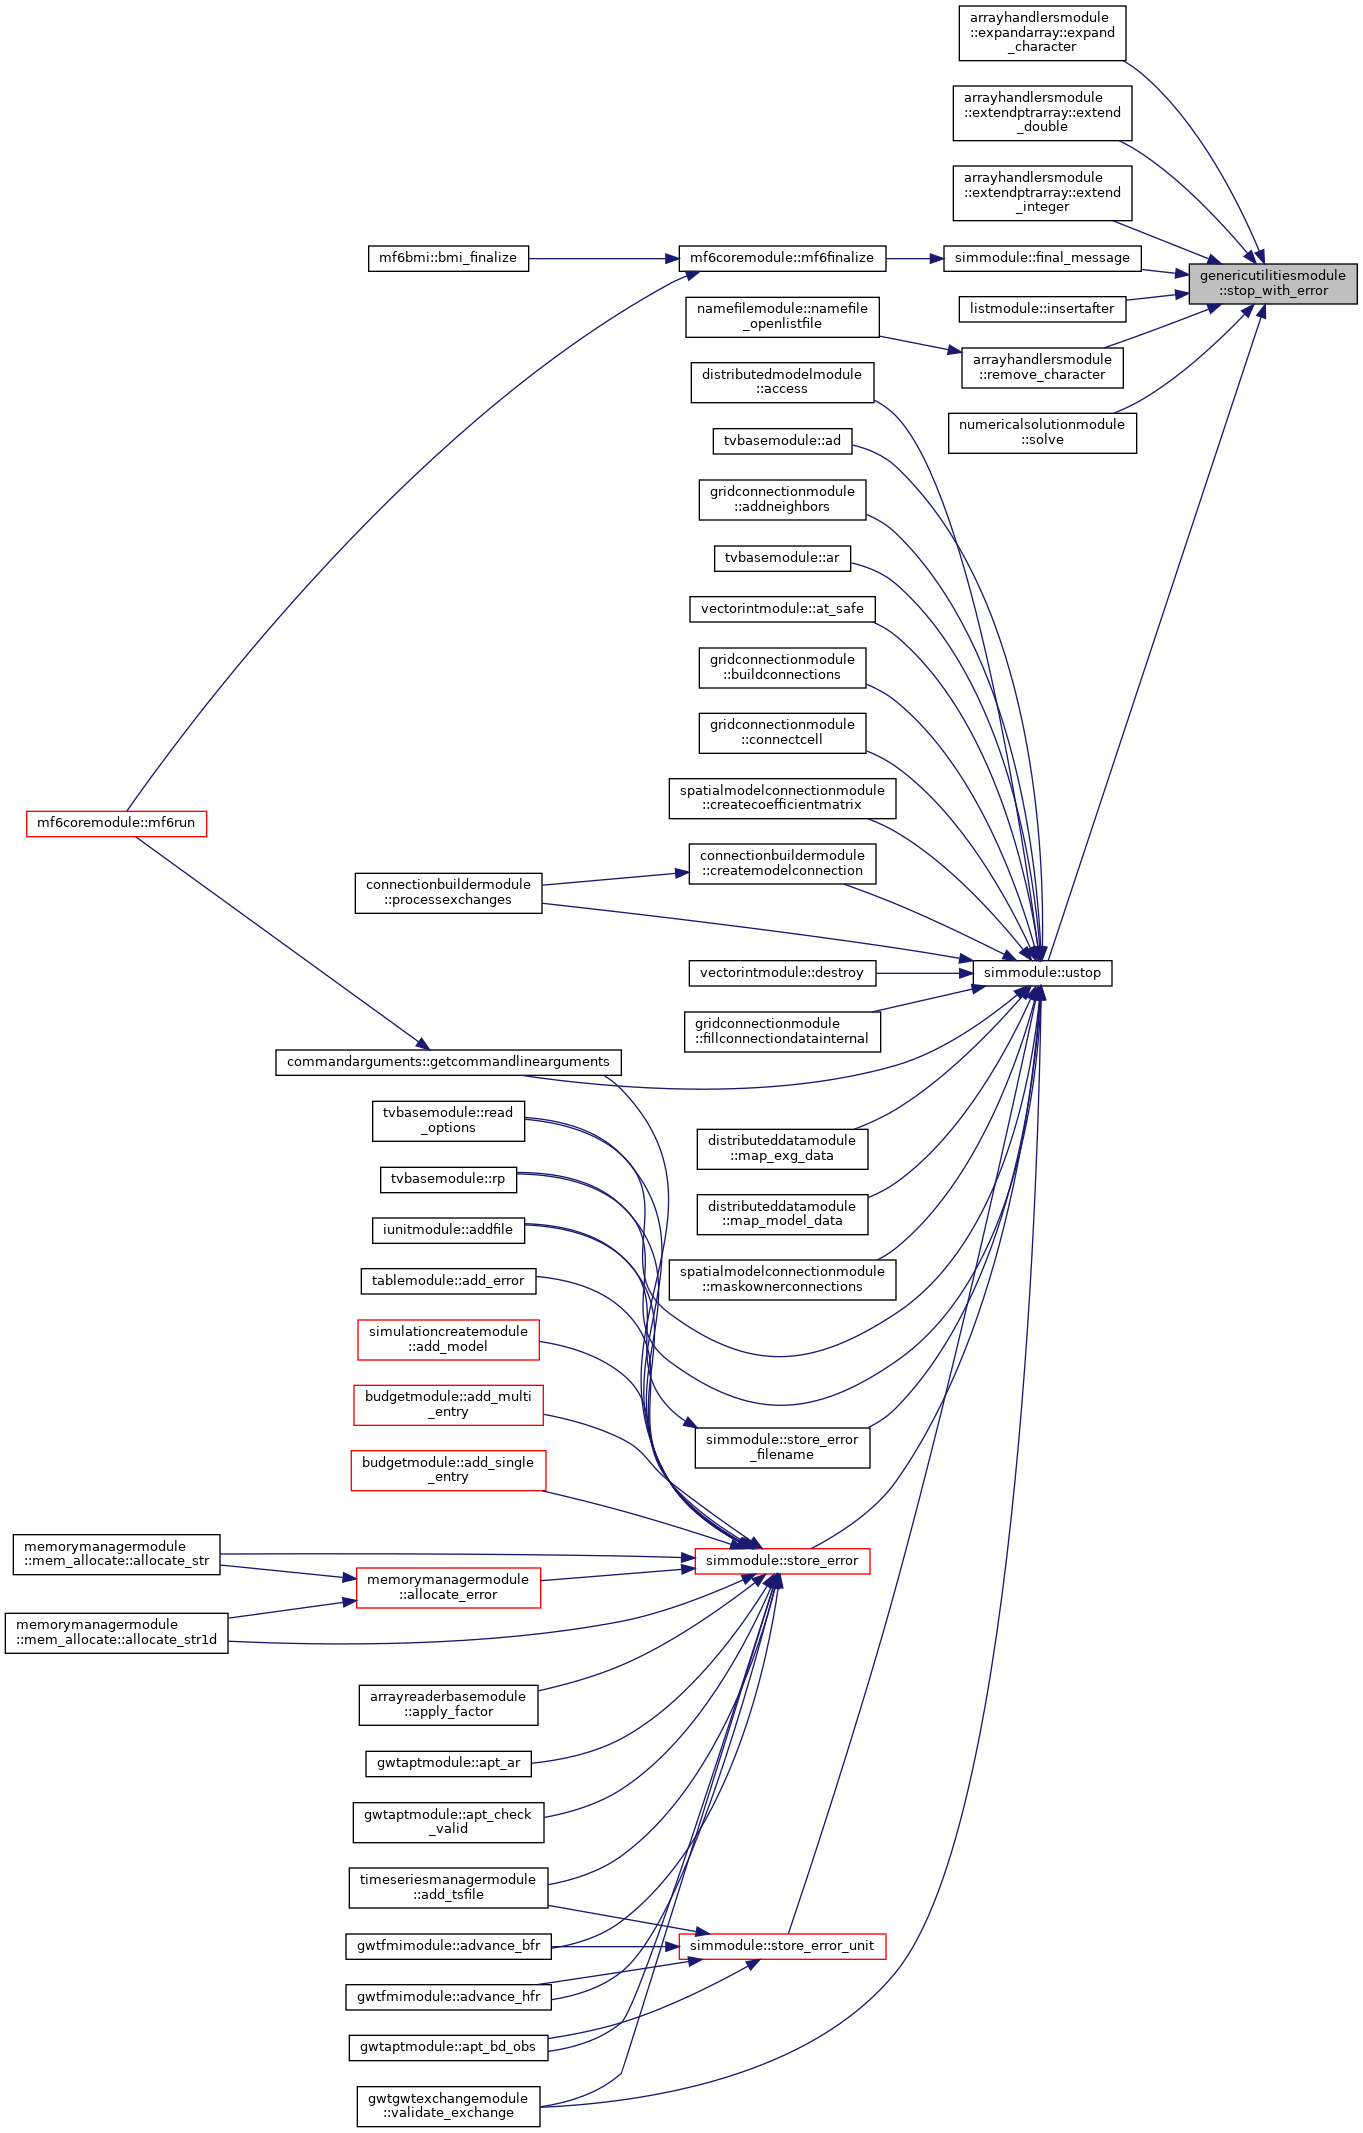 arrayhandlersmodule
::expandarray::expand
_character
arrayhandlersmodule
::extendptrarray::extend
_double
arrayhandlersmodule
::extendptrarray::extend
_integer
mf6bmi::bmi_finalize
mf6coremodule::mf6finalize
simmodule::final_message
genericutilitiesmodule
::stop_with_error
namefilemodule::namefile
_openlistfile
listmodule::insertafter
arrayhandlersmodule
::remove_character
distributedmodelmodule
::access
numericalsolutionmodule
::solve
tvbasemodule::ad
gridconnectionmodule
::addneighbors
tvbasemodule::ar
vectorintmodule::at_safe
gridconnectionmodule
::buildconnections
gridconnectionmodule
::connectcell
spatialmodelconnectionmodule
::createcoefficientmatrix
mf6coremodule::mf6run
connectionbuildermodule
::createmodelconnection
connectionbuildermodule
::processexchanges
vectorintmodule::destroy
simmodule::ustop
gridconnectionmodule
::fillconnectiondatainternal
commandarguments::getcommandlinearguments
tvbasemodule::read
_options
distributeddatamodule
::map_exg_data
tvbasemodule::rp
distributeddatamodule
::map_model_data
iunitmodule::addfile
tablemodule::add_error
spatialmodelconnectionmodule
::maskownerconnections
simulationcreatemodule
::add_model
budgetmodule::add_multi
_entry
simmodule::store_error
_filename
budgetmodule::add_single
_entry
memorymanagermodule
::mem_allocate::allocate_str
simmodule::store_error
memorymanagermodule
::allocate_error
memorymanagermodule
::mem_allocate::allocate_str1d
arrayreaderbasemodule
::apply_factor
gwtaptmodule::apt_ar
gwtaptmodule::apt_check
_valid
timeseriesmanagermodule
::add_tsfile
gwtfmimodule::advance_bfr
simmodule::store_error_unit
gwtfmimodule::advance_hfr
gwtaptmodule::apt_bd_obs
gwtgwtexchangemodule
::validate_exchange